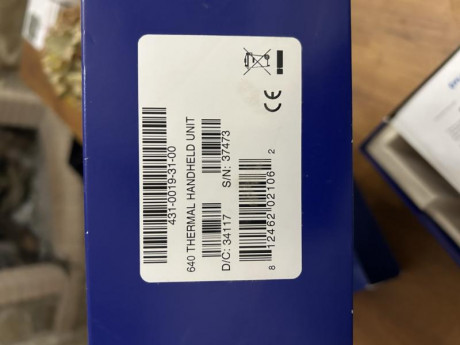 431-0019-31-00
640 THERMAL HANDHELD UNIT
D/C: 34117 S/N: 37473
8 12462 02106 2
CE